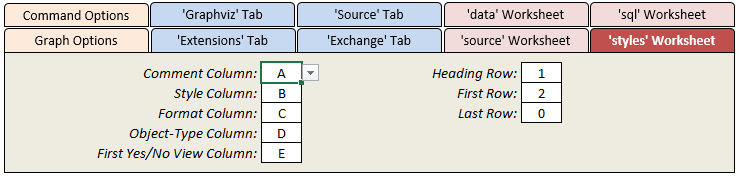 Command Options 'Graphviz' Tab 'Source' Tab 'data' Worksheet 'sql' Worksheet
Graph Options 'Extensions' Tab 'Exchange' Tab 'source' Worksheet 'styles' Worksheet
Comment Column: A Heading Row: 1
Style Column: B First Row: 2
Format Column: C Last Row: 0
Object-Type Column: D
First Yes/No View Column: E